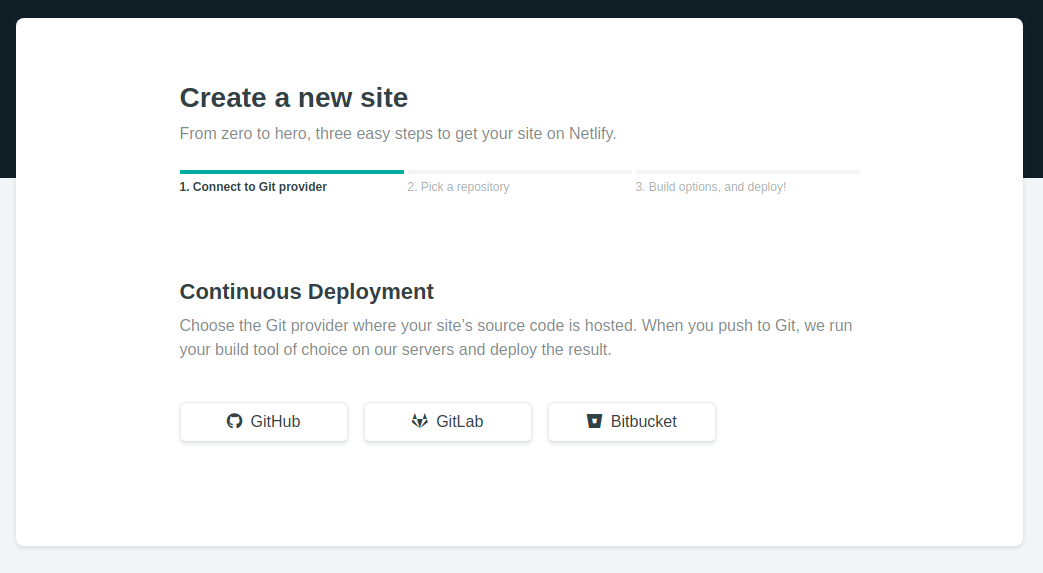 Create a new site
From zero to hero, three easy steps to get your site on Netlify.
1. Connect to Git provider
2. Pick a repository
3. Build options, and deploy!
Continuous Deployment
Choose the Git provider where your site’s source code is hosted. When you push to Git, we run
your build tool of choice on our servers and deploy the result.
GitHub
GitLab
Bitbucket